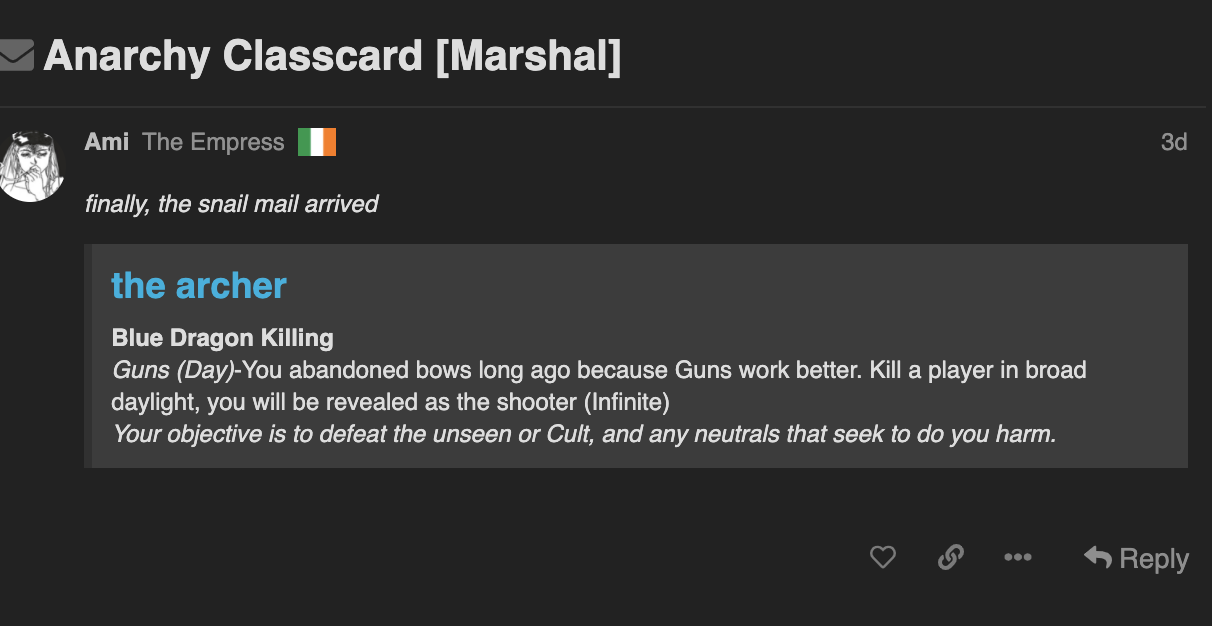 Anarchy Classcard [Marshal]
Ami The Empress 3d
finally, the snail mail arrived
the archer
Blue Dragon Killing
Guns (Day)-You abandoned bows long ago because Guns work better. Kill a player in broad
daylight, you will be revealed as the shooter (Infinite)
Your objective is to defeat the unseen or Cult, and any neutrals that seek to do you harm.
Reply